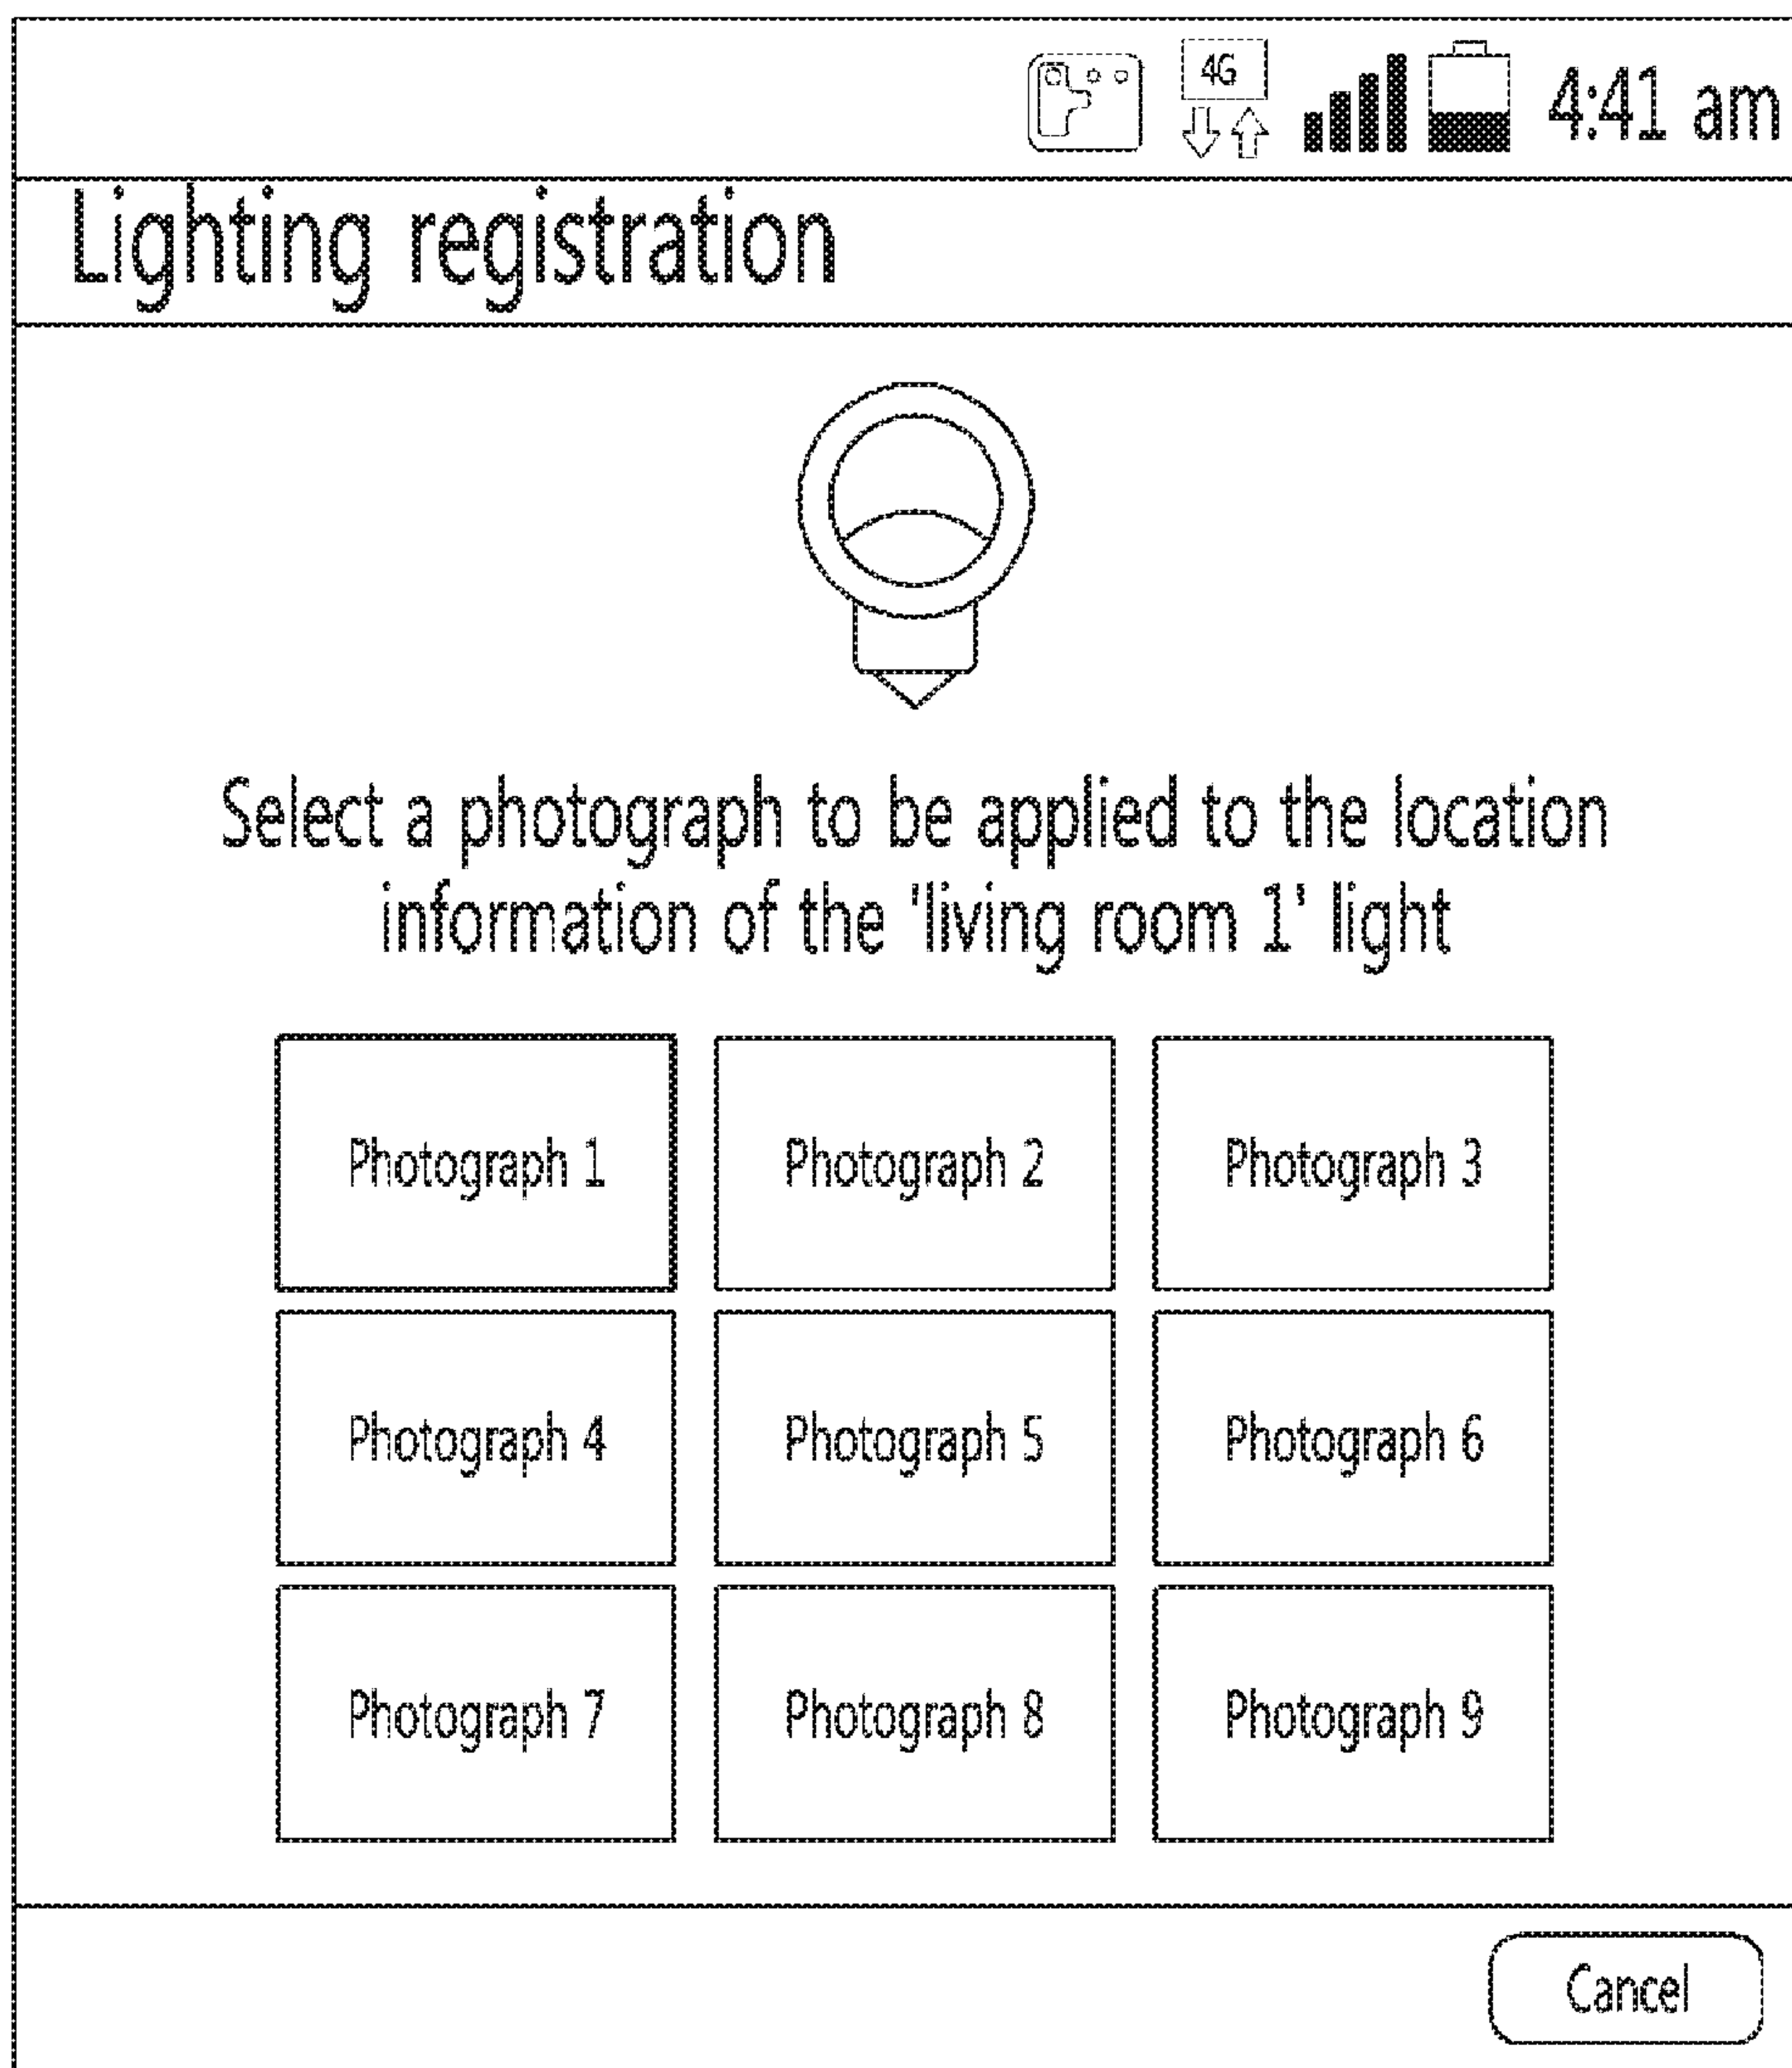 4G
4:41 am
Lighting registration
Select a photograph to be applied to the location
information of the 'living room 1' light
Photograph 1 Photograph 2 Photograph 3
Photograph 4 Photograph 5 Photograph 6
Photograph 7 Photograph 8 Photograph 9
Cancel